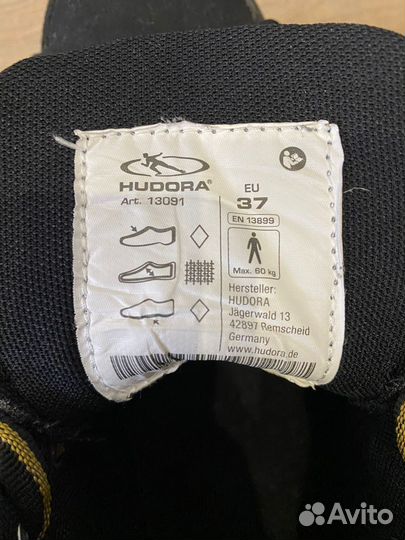 HUDORA®
Art. 13091
EU
37
EN 13899
Max. 60 kg
Hersteller:
HUDORA
Jägerwald 13
42897 Remscheid
Germany
www.hudora.de
Avito